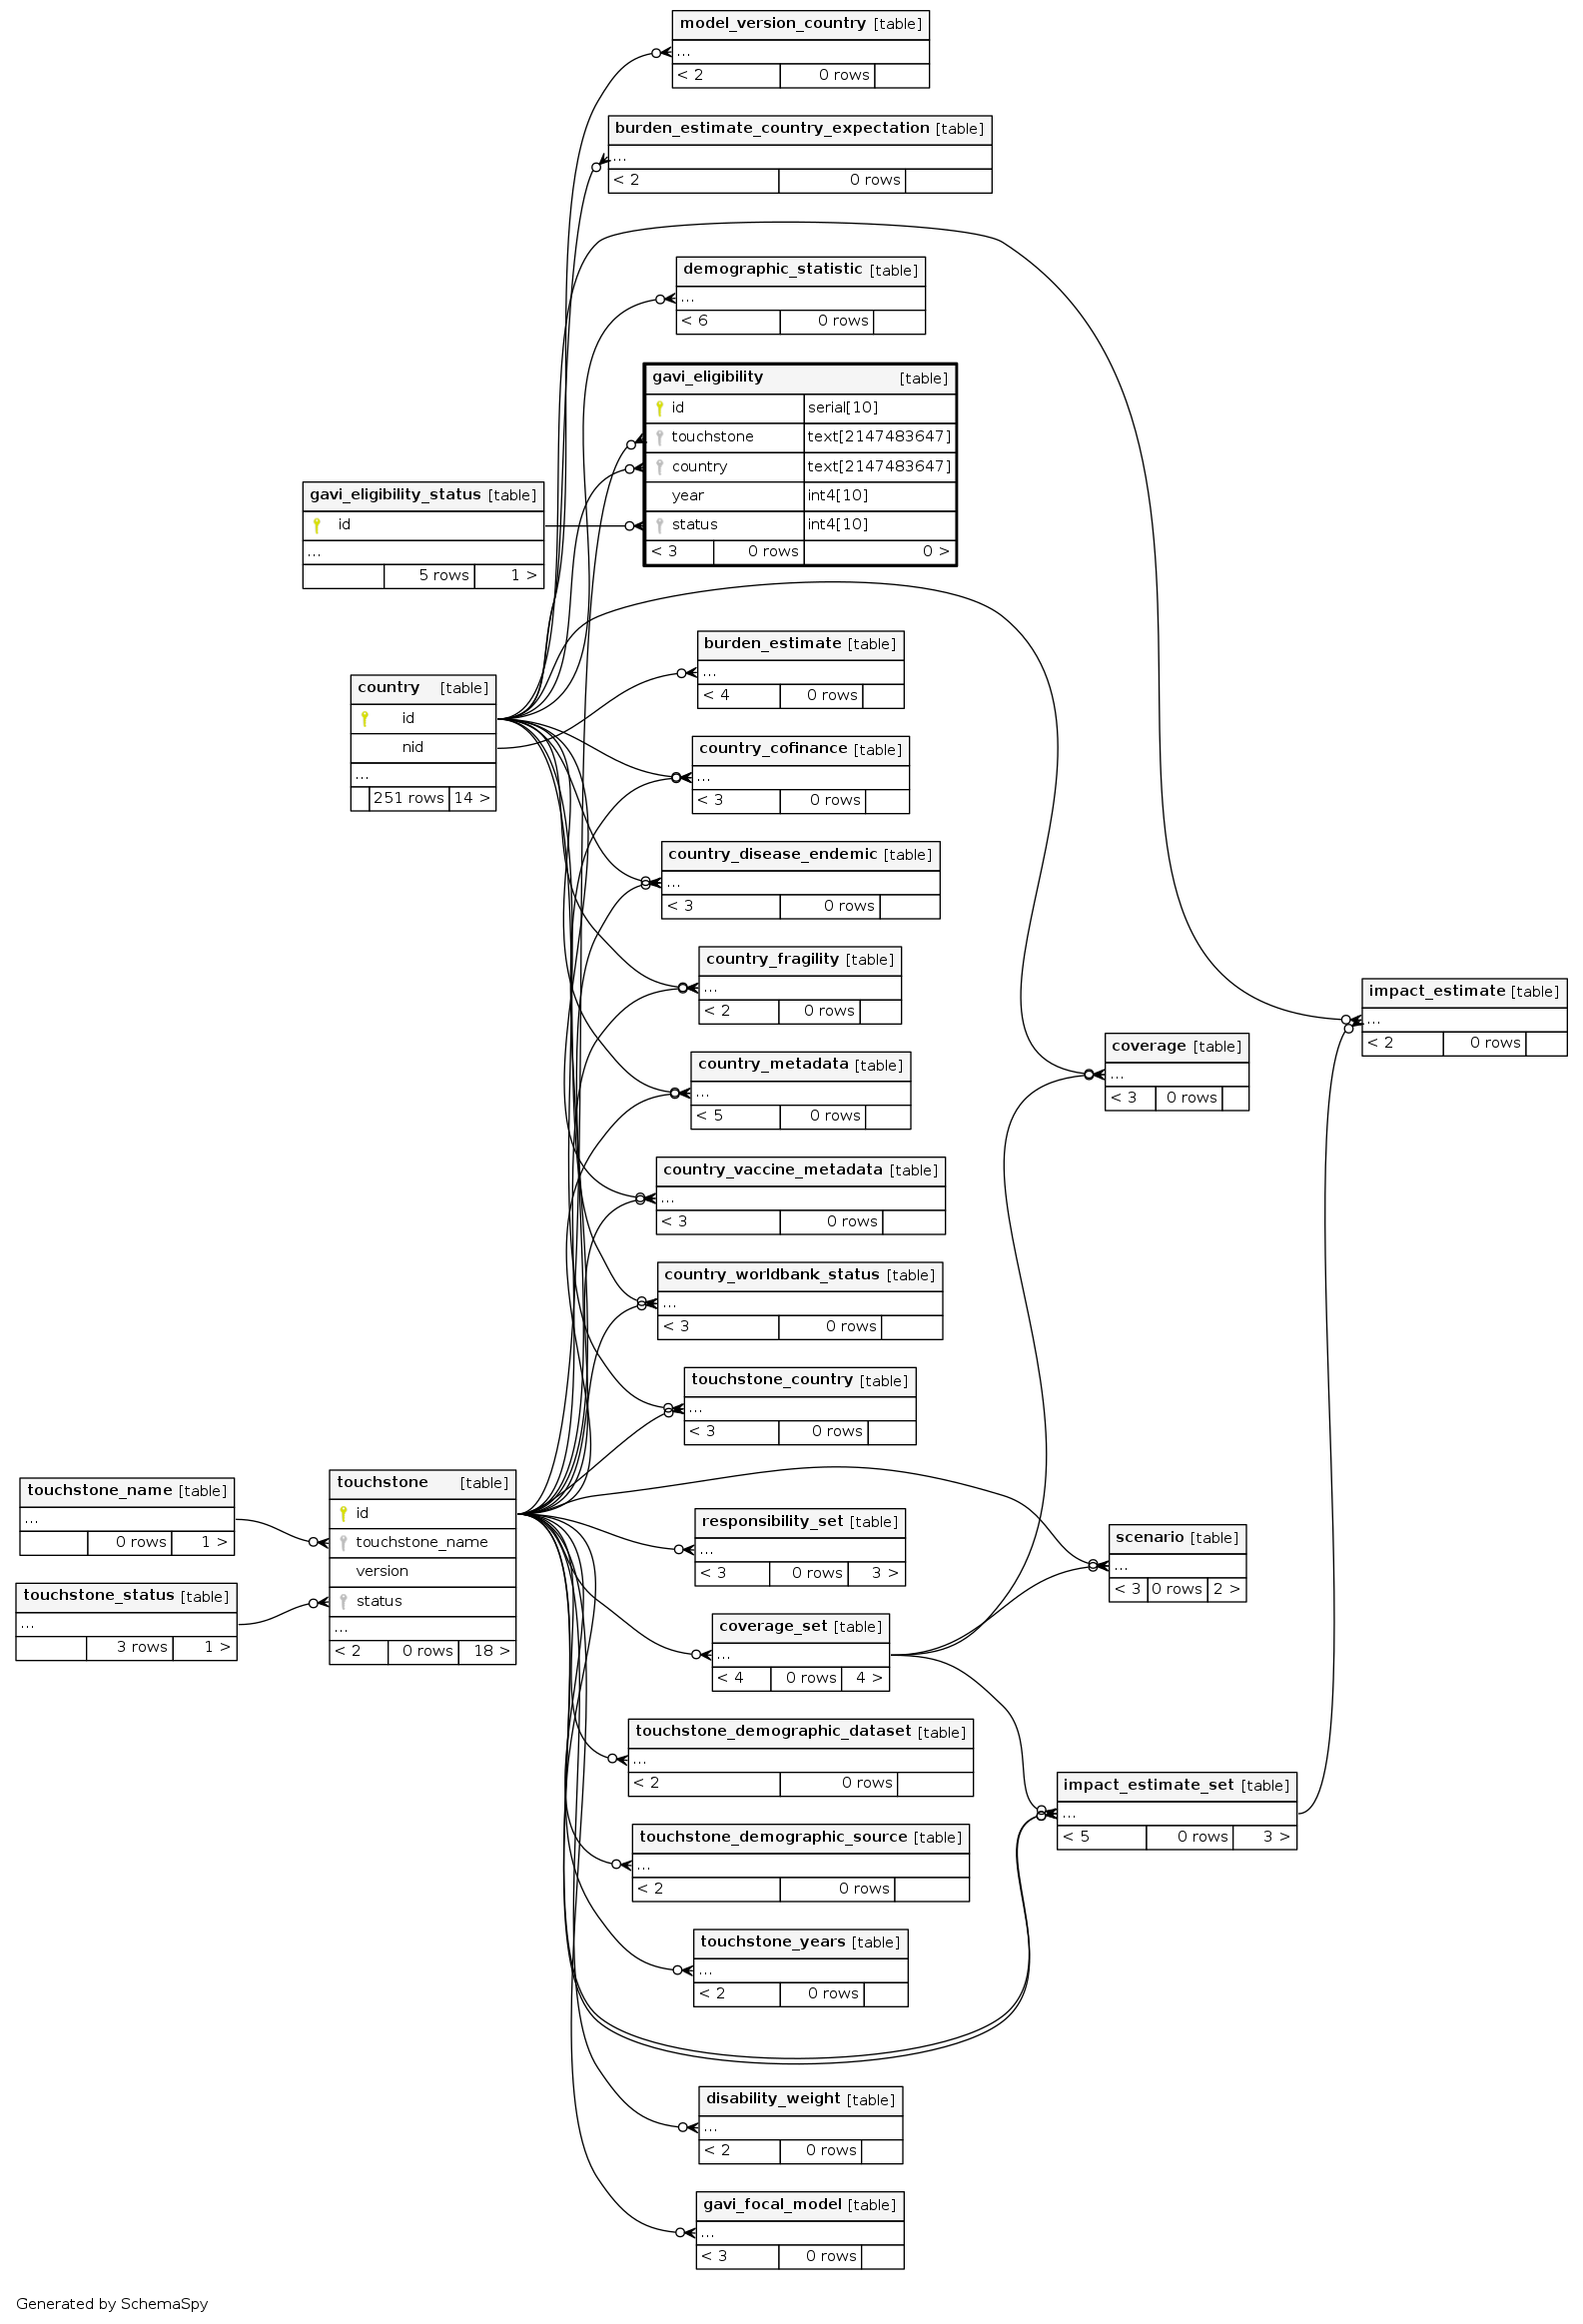 model_version_country [table]
...
< 2 0 rows
burden_estimate_country_expectation [table]
...
< 2 0 rows
demographic_statistic [table]
...
< 6 0 rows
gavi_eligibility [table]
id serial[10]
touchstone text[2147483647]
country text[2147483647]
year int4[10]
status int4[10]
< 3 0 rows 0 >
gavi_eligibility_status [table]
id
...
5 rows 1 >
burden_estimate [table]
...
< 4 0 rows
country [table]
id
nid
...
251 rows 14 >
country_cofinance [table]
...
< 3 0 rows
country_disease_endemic [table]
...
< 3 0 rows
country_fragility [table]
...
< 2 0 rows
impact_estimate [table]
...
< 2 0 rows
coverage [table]
...
< 3 0 rows
country_metadata [table]
...
< 5 0 rows
country_vaccine_metadata [table]
...
< 3 0 rows
country_worldbank_status [table]
...
< 3 0 rows
touchstone_country [table]
...
< 3 0 rows
touchstone_name [table]
...
0 rows 1 >
touchstone_status [table]
...
3 rows 1 >
touchstone [table]
id
touchstone_name
version
status
...
< 2 0 rows 18 >
responsibility_set [table]
...
< 3 0 rows 3 >
scenario [table]
...
< 3 0 rows 2 >
coverage_set [table]
...
< 4 0 rows 4 >
touchstone_demographic_dataset [table]
...
< 2 0 rows
impact_estimate_set [table]
...
< 5 0 rows 3 >
touchstone_demographic_source [table]
...
< 2 0 rows
touchstone_years [table]
...
< 2 0 rows
disability_weight [table]
...
< 2 0 rows
gavi_focal_model [table]
...
< 3 0 rows
Generated by SchemaSpy